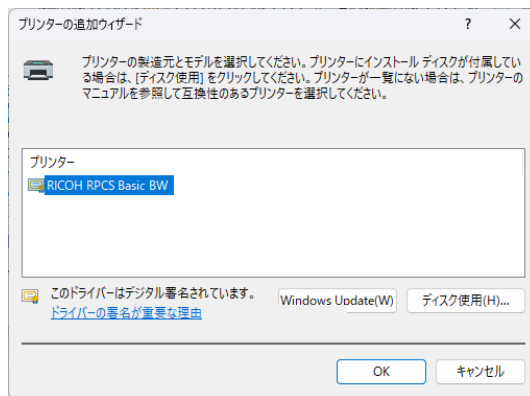 プリンターの追加ウィザード
?
×
プリンターの製造元とモデルを選択してください。プリンターにインストール ディスクが付属してい
る場合は、[ディスク使用] をクリックしてください。プリンターが一覧にない場合は、プリンターの
マニュアルを参照して互換性のあるプリンターを選択してください。
プリンター
RICOH RPCS Basic BW
このドライバーはデジタル署名されています。
ドライバーの署名が重要な理由
Windows Update(W)
ディスク使用(H)...
OK
キャンセル